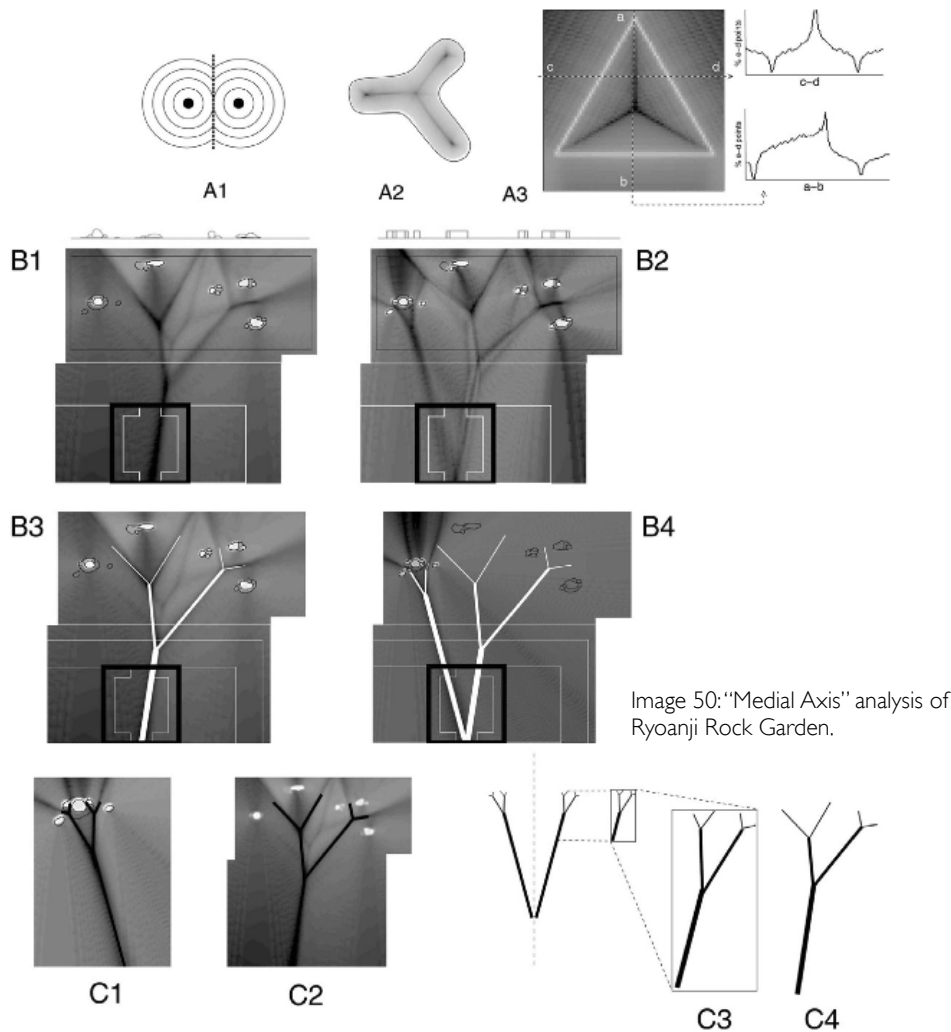 a
c
d
b
% e-d points
c-d
% e-d points
a-b
A1
A2
A3
B1
B2
B3
B4
Image 50: “Medial Axis” analysis of
Ryoanji Rock Garden.
C1
C2
C3
C4